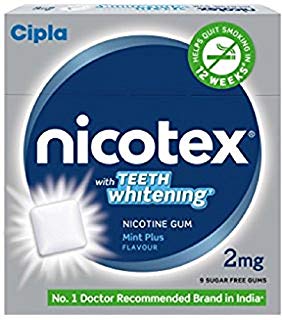 Cipla
HELPS QUIT SMOKING IN
12 WEEKS*
nicotex®
with TEETH
whitening*
NICOTINE GUM
Mint Plus
FLAVOUR
2mg
9 SUGAR FREE GUMS
No. 1 Doctor Recommended Brand in India*